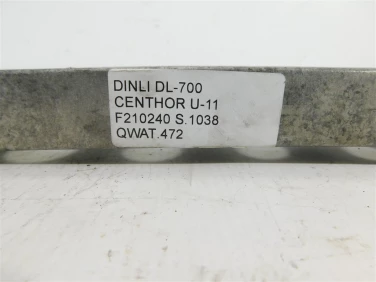 DINLI DL-700
CENTHOR U-11
F210240 S.1038
QWAT.472